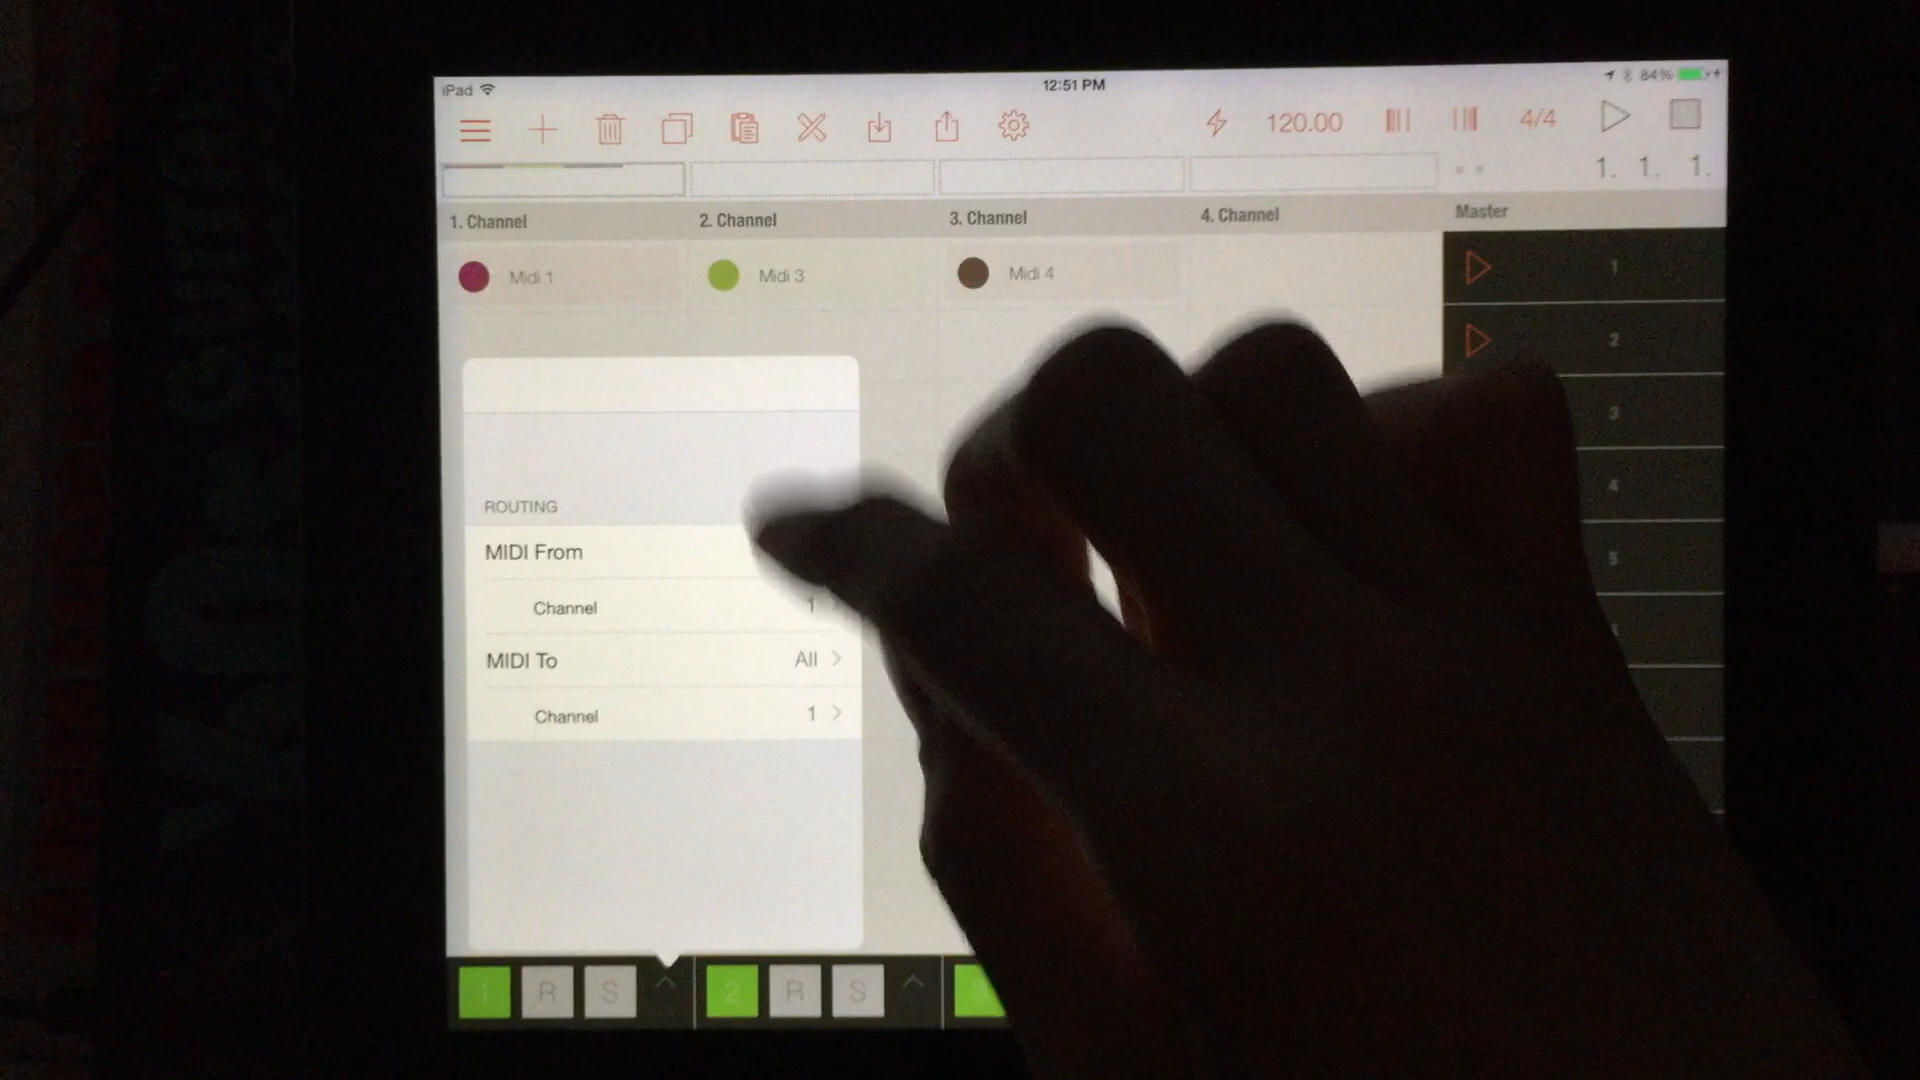 iPad 12:51 PM 84%
120.00 4/4
1. 1. 1.
1. Channel 2. Channel 3. Channel 4. Channel Master
Midi 1 Midi 3 Midi 4 1
2
3
4
ROUTING
MIDI From
5
Channel 1
MIDI To All
Channel 1
1 R S 2 R S